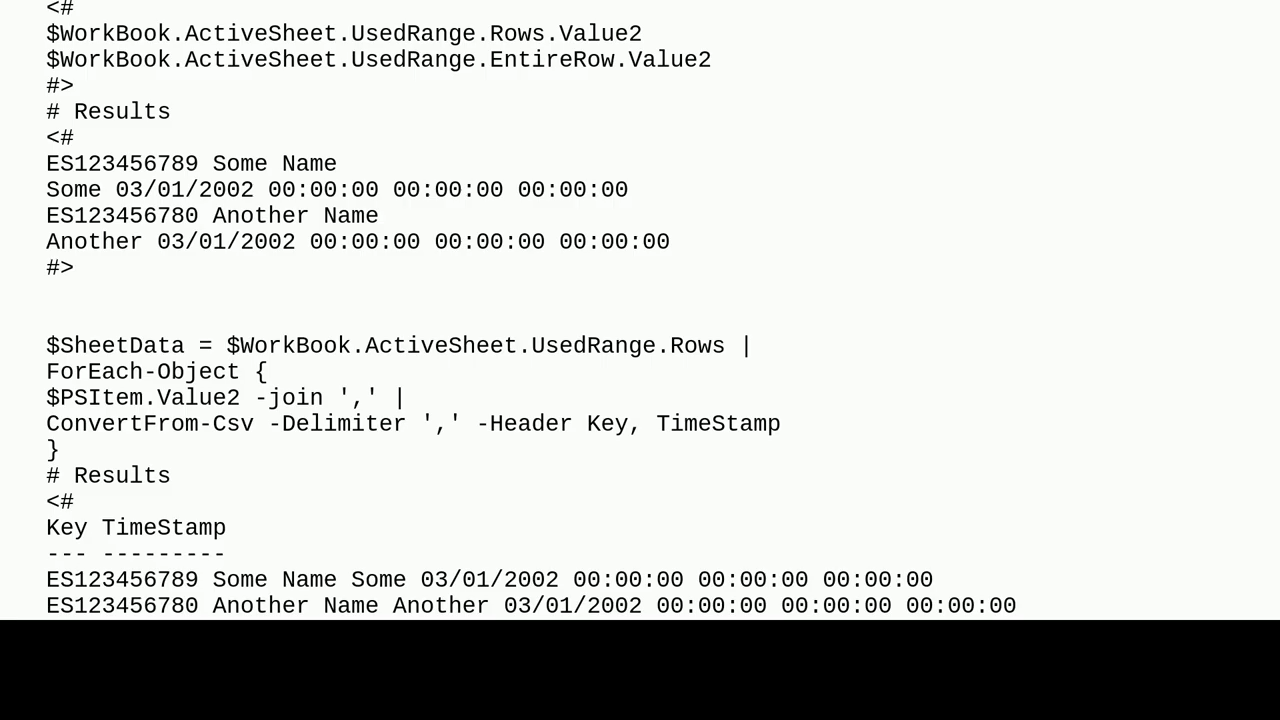 <#
$WorkBook.ActiveSheet.UsedRange.Rows.Value2
$WorkBook.ActiveSheet.UsedRange.EntireRow.Value2
#>
# Results
<#
ES123456789 Some Name
Some 03/01/2002 00:00:00 00:00:00 00:00:00
ES123456780 Another Name
Another 03/01/2002 00:00:00 00:00:00 00:00:00
#>
$SheetData = $WorkBook.ActiveSheet.UsedRange.Rows |
ForEach-Object {
$PSItem.Value2 -join ',' |
ConvertFrom-Csv -Delimiter ',' -Header Key, TimeStamp
}
# Results
<#
Key TimeStamp
--- ---------
ES123456789 Some Name Some 03/01/2002 00:00:00 00:00:00 00:00:00
ES123456780 Another Name Another 03/01/2002 00:00:00 00:00:00 00:00:00